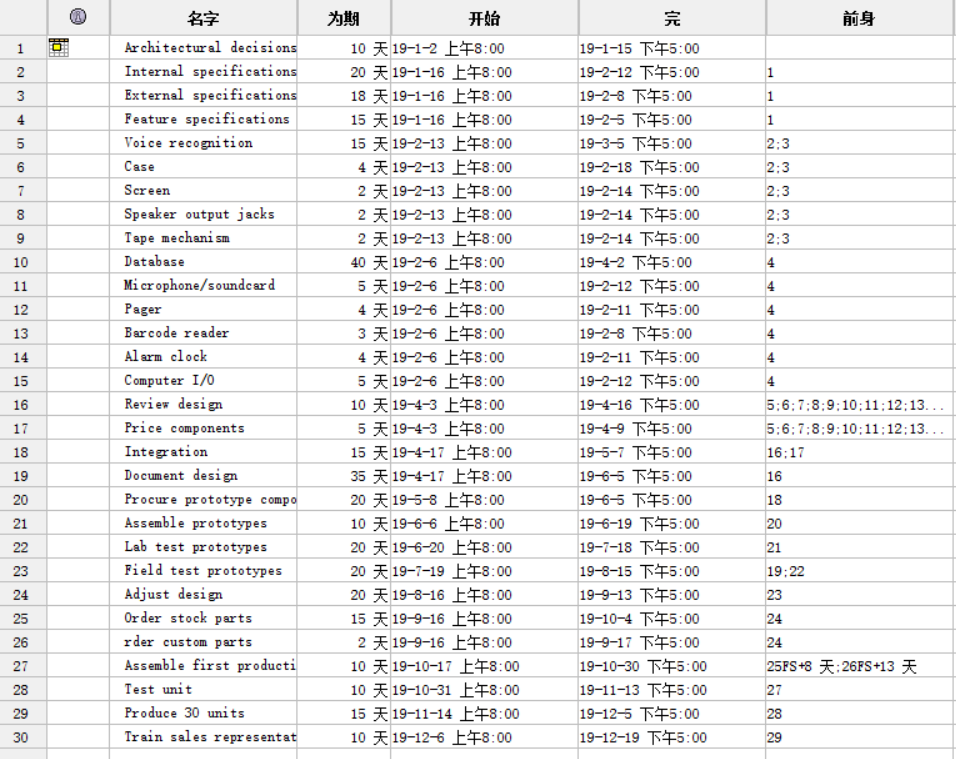 名字 为期 开始 完 前身
1 Architectural decisions 10 天 19-1-2 上午8:00 19-1-15 下午5:00
2 Internal specifications 20 天 19-1-16 上午8:00 19-2-12 下午5:00 1
3 External specifications 18 天 19-1-16 上午8:00 19-2-8 下午5:00 1
4 Feature specifications 15 天 19-1-16 上午8:00 19-2-5 下午5:00 1
5 Voice recognition 15 天 19-2-13 上午8:00 19-3-5 下午5:00 2;3
6 Case 4 天 19-2-13 上午8:00 19-2-18 下午5:00 2;3
7 Screen 2 天 19-2-13 上午8:00 19-2-14 下午5:00 2;3
8 Speaker output jacks 2 天 19-2-13 上午8:00 19-2-14 下午5:00 2;3
9 Tape mechanism 2 天 19-2-13 上午8:00 19-2-14 下午5:00 2;3
10 Database 40 天 19-2-6 上午8:00 19-4-2 下午5:00 4
11 Microphone/soundcard 5 天 19-2-6 上午8:00 19-2-12 下午5:00 4
12 Pager 4 天 19-2-6 上午8:00 19-2-11 下午5:00 4
13 Barcode reader 3 天 19-2-6 上午8:00 19-2-8 下午5:00 4
14 Alarm clock 4 天 19-2-6 上午8:00 19-2-11 下午5:00 4
15 Computer I/O 5 天 19-2-6 上午8:00 19-2-12 下午5:00 4
16 Review design 10 天 19-4-3 上午8:00 19-4-16 下午5:00 5;6;7;8;9;10;11;12;13...
17 Price components 5 天 19-4-3 上午8:00 19-4-9 下午5:00 5;6;7;8;9;10;11;12;13...
18 Integration 15 天 19-4-17 上午8:00 19-5-7 下午5:00 16;17
19 Document design 35 天 19-4-17 上午8:00 19-6-5 下午5:00 16
20 Procure prototype compo 20 天 19-5-8 上午8:00 19-6-5 下午5:00 18
21 Assemble prototypes 10 天 19-6-6 上午8:00 19-6-19 下午5:00 20
22 Lab test prototypes 20 天 19-6-20 上午8:00 19-7-18 下午5:00 21
23 Field test prototypes 20 天 19-7-19 上午8:00 19-8-15 下午5:00 19;22
24 Adjust design 20 天 19-8-16 上午8:00 19-9-13 下午5:00 23
25 Order stock parts 15 天 19-9-16 上午8:00 19-10-4 下午5:00 24
26 rder custom parts 2 天 19-9-16 上午8:00 19-9-17 下午5:00 24
27 Assemble first producti 10 天 19-10-17 上午8:00 19-10-30 下午5:00 25FS+8 天;26FS+13 天
28 Test unit 10 天 19-10-31 上午8:00 19-11-13 下午5:00 27
29 Produce 30 units 15 天 19-11-14 上午8:00 19-12-5 下午5:00 28
30 Train sales representat 10 天 19-12-6 上午8:00 19-12-19 下午5:00 29